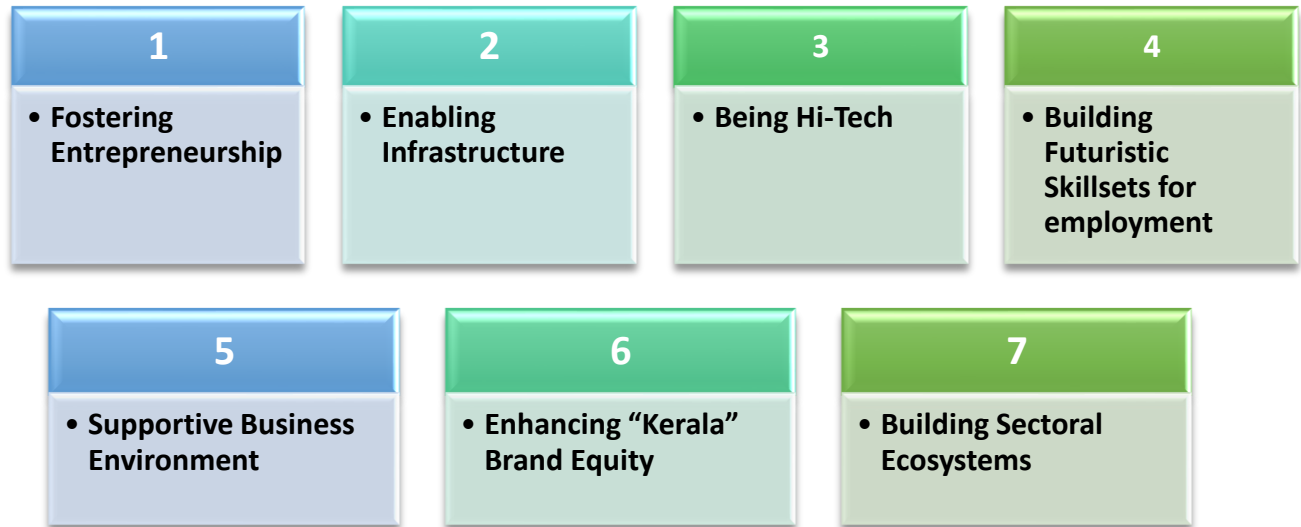 1
• Fostering
Entrepreneurship
2
• Enabling
Infrastructure
3
• Being Hi-Tech
4
• Building
Futuristic
Skillsets for
employment
5
• Supportive Business
Environment
6
• Enhancing “Kerala”
Brand Equity
7
• Building Sectoral
Ecosystems